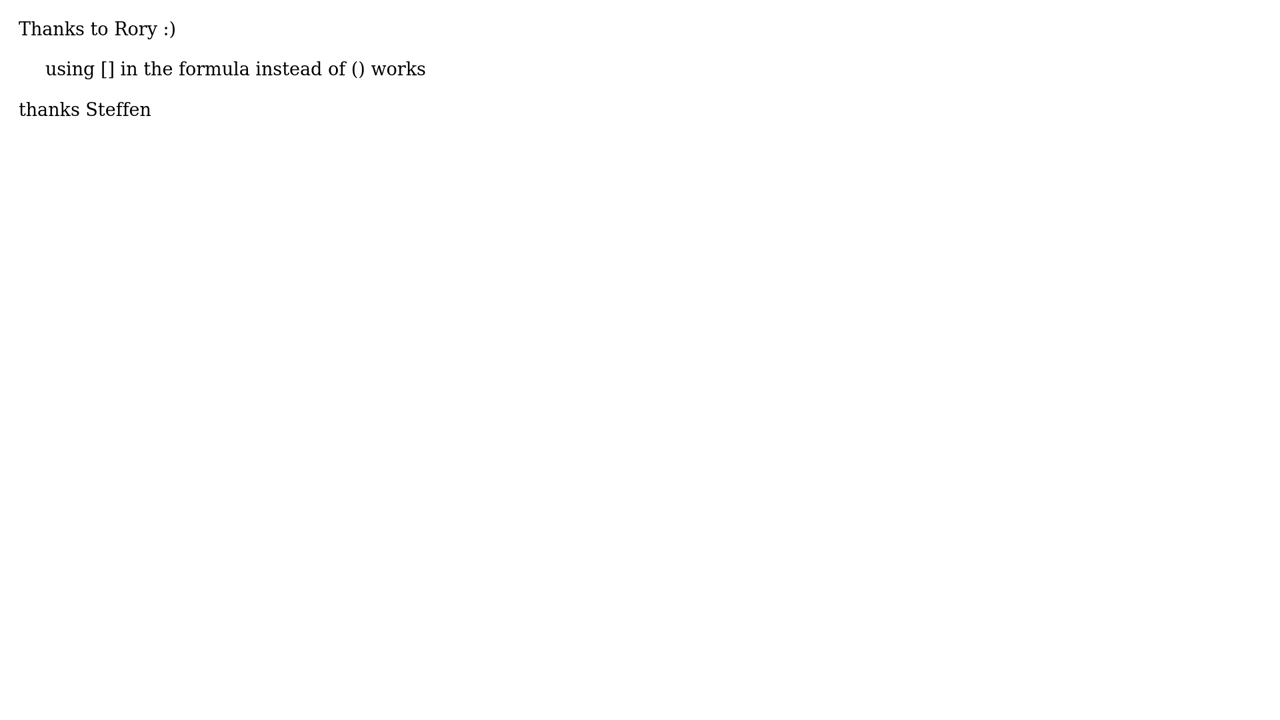 Thanks to Rory :)
using [] in the formula instead of () works
thanks Steffen